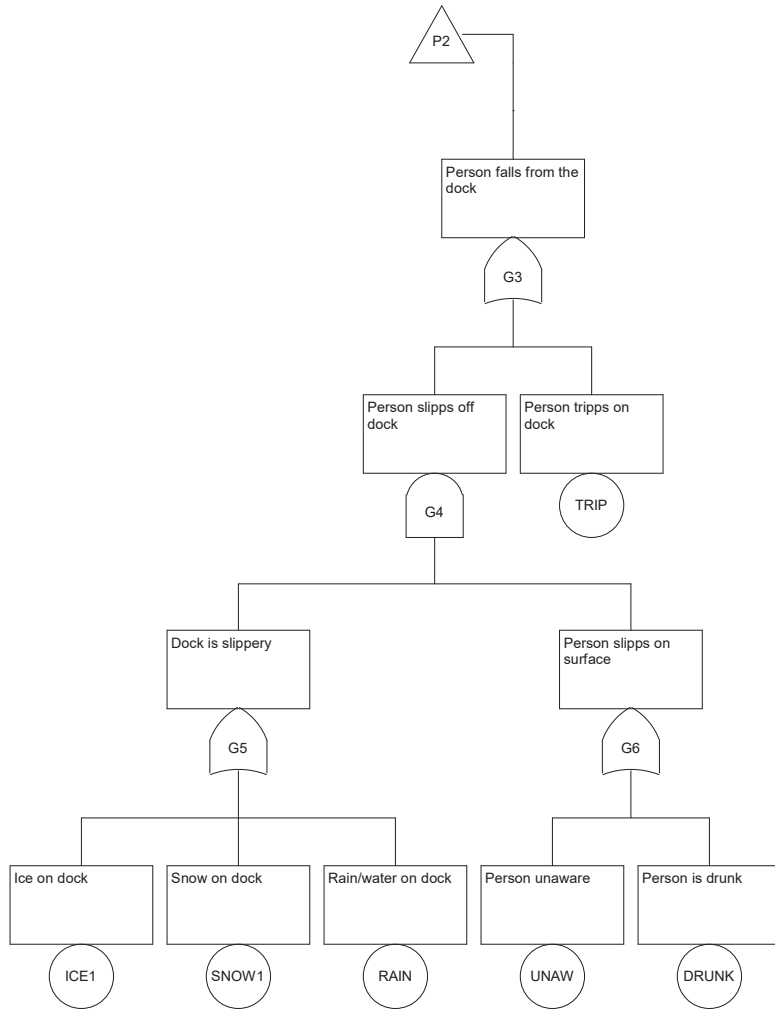 P2
Person falls from the
dock
G3
Person slipps off
dock
Person tripps on
dock
G4
TRIP
Dock is slippery
Person slipps on
surface
G5
G6
Ice on dock
Snow on dock
Rain/water on dock
Person unaware
Person is drunk
ICE1
SNOW1
RAIN
UNAW
DRUNK